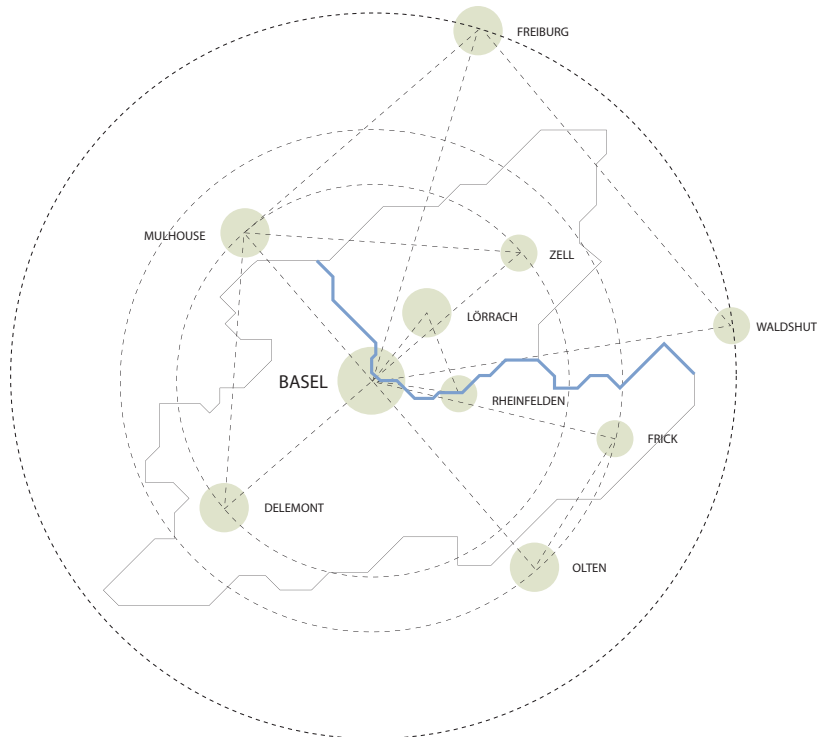 FREIBURG
MULHOUSE
ZELL
LÖRRACH
WALDSHUT
BASEL
RHEINFELDEN
FRICK
DELEMONT
OLTEN